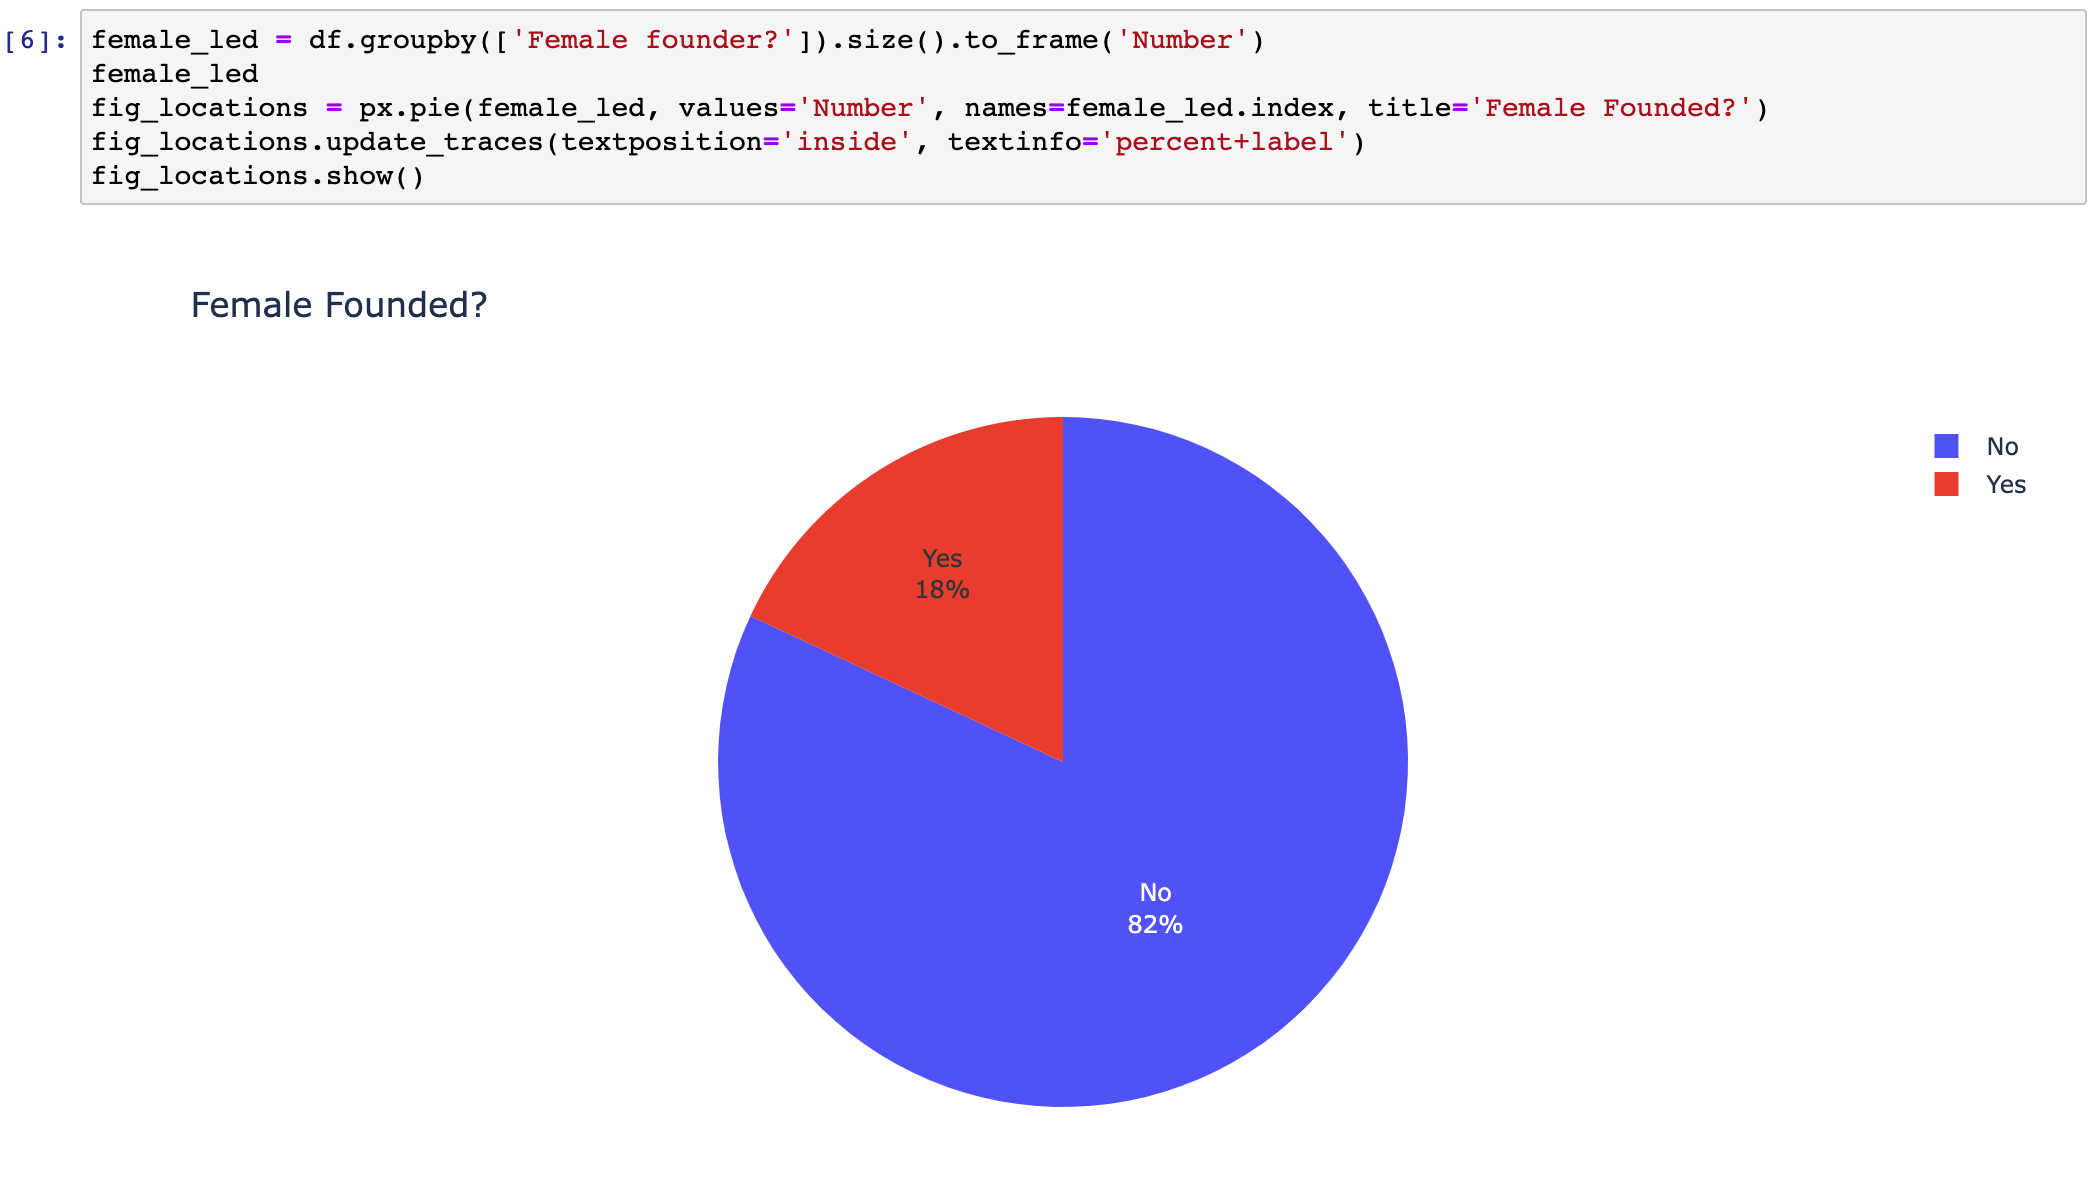 [6]: female_led = df.groupby(['Female founder?']).size().to_frame('Number')
female_led
fig_locations = px.pie(female_led, values='Number', names=female_led.index, title='Female Founded?')
fig_locations.update_traces(textposition='inside', textinfo='percent+label')
fig_locations.show()
Female Founded?
No
Yes
Yes
18%
No
82%